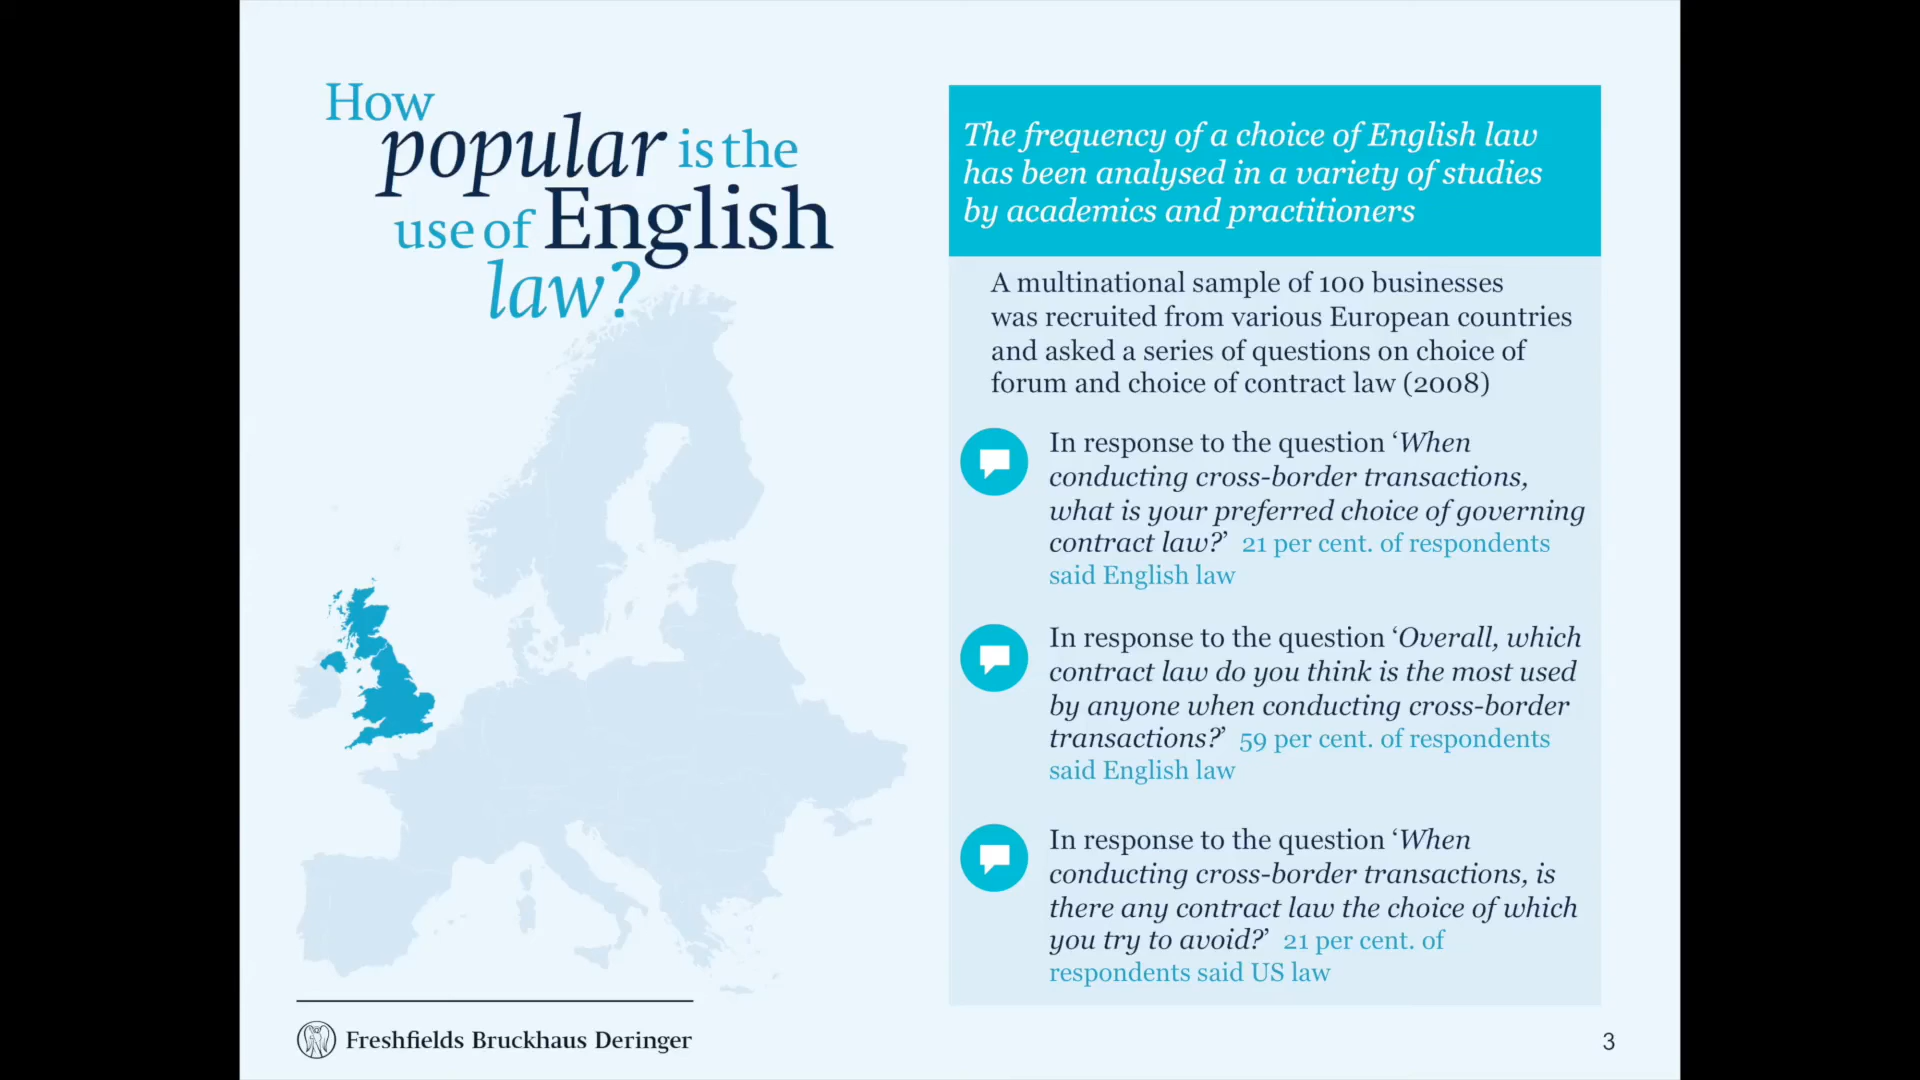 How
popular is the
use of English
law?
The frequency of a choice of English law
has been analysed in a variety of studies
by academics and practitioners
A multinational sample of 100 businesses
was recruited from various European countries
and asked a series of questions on choice of
forum and choice of contract law (2008)
In response to the question ‘When
conducting cross-border transactions,
what is your preferred choice of governing
contract law?’ 21 per cent. of respondents
said English law
In response to the question ‘Overall, which
contract law do you think is the most used
by anyone when conducting cross-border
transactions?’ 59 per cent. of respondents
said English law
In response to the question ‘When
conducting cross-border transactions, is
there any contract law the choice of which
you try to avoid?’ 21 per cent. of
respondents said US law
Freshfields Bruckhaus Deringer
3